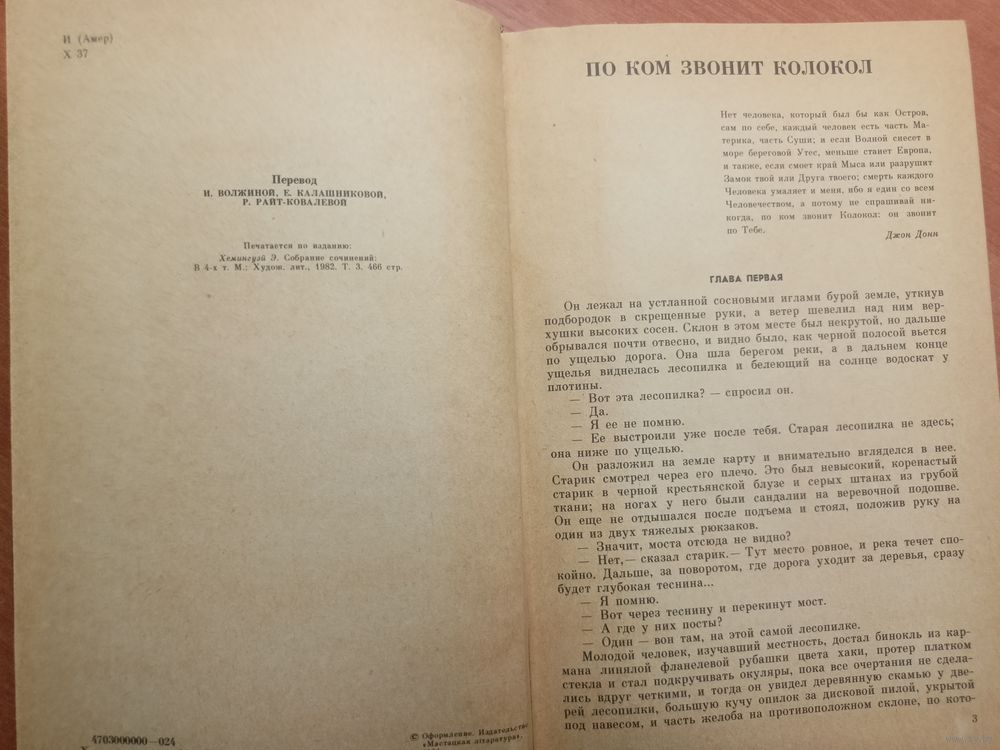 И (Амер)
Х 37
Перевод
И. ВОЛЖИНОЙ, Е. КАЛАШНИКОВОЙ,
Р. РАЙТ-КОВАЛЕВОЙ
Печатается по изданию:
Хемингуэй Э. Собрание сочинений:
В 4-х т. М.: Худож. лит., 1982. Т. 3. 466 стр.
4703000000—024
© Оформление. Издательство
«Мастацкая літаратура».
ПО КОМ ЗВОНИТ КОЛОКОЛ
Нет человека, который был бы как Остров,
сам по себе, каждый человек есть часть Ма-
терика, часть Суши; и если Волной снесет в
море береговой Утес, меньше станет Европа,
и также, если смоет край Мыса или разрушит
Замок твой или Друга твоего; смерть каждого
Человека умаляет и меня, ибо я един со всем
Человечеством, а потому не спрашивай ни-
когда, по ком звонит Колокол: он звонит
по Тебе.
Джон Донн
ГЛАВА ПЕРВАЯ
Он лежал на устланной сосновыми иглами бурой земле, уткнув
подбородок в скрещенные руки, а ветер шевелил над ним вер-
хушки высоких сосен. Склон в этом месте был некрутой, но дальше
обрывался почти отвесно, и видно было, как черной полосой вьется
по ущелью дорога. Она шла берегом реки, а в дальнем конце
ущелья виднелась лесопилка и белеющий на солнце водоскат у
плотины.
— Вот эта лесопилка? — спросил он.
— Да.
— Я ее не помню.
— Ее выстроили уже после тебя. Старая лесопилка не здесь;
она ниже по ущелью.
Он разложил на земле карту и внимательно вгляделся в нее.
Старик смотрел через его плечо. Это был невысокий, коренастый
старик в черной крестьянской блузе и серых штанах из грубой
ткани; на ногах у него были сандалии на веревочной подошве.
Он еще не отдышался после подъема и стоял, положив руку на
один из двух тяжелых рюкзаков.
— Значит, моста отсюда не видно?
— Нет,— сказал старик.— Тут место ровное, и река течет спо-
койно. Дальше, за поворотом, где дорога уходит за деревья, сразу
будет глубокая теснина...
— Я помню.
— Вот через теснину и перекинут мост.
— А где у них посты?
— Один — вон там, на этой самой лесопилке.
Молодой человек, изучавший местность, достал бинокль из кар-
мана линялой фланелевой рубашки цвета хаки, протер платком
стекла и стал подкручивать окуляры, пока все очертания не сдела-
лись вдруг четкими, и тогда он увидел деревянную скамью у две-
рей лесопилки, большую кучу опилок за дисковой пилой, укрытой
под навесом, и часть желоба на противоположном склоне, по кото-
3